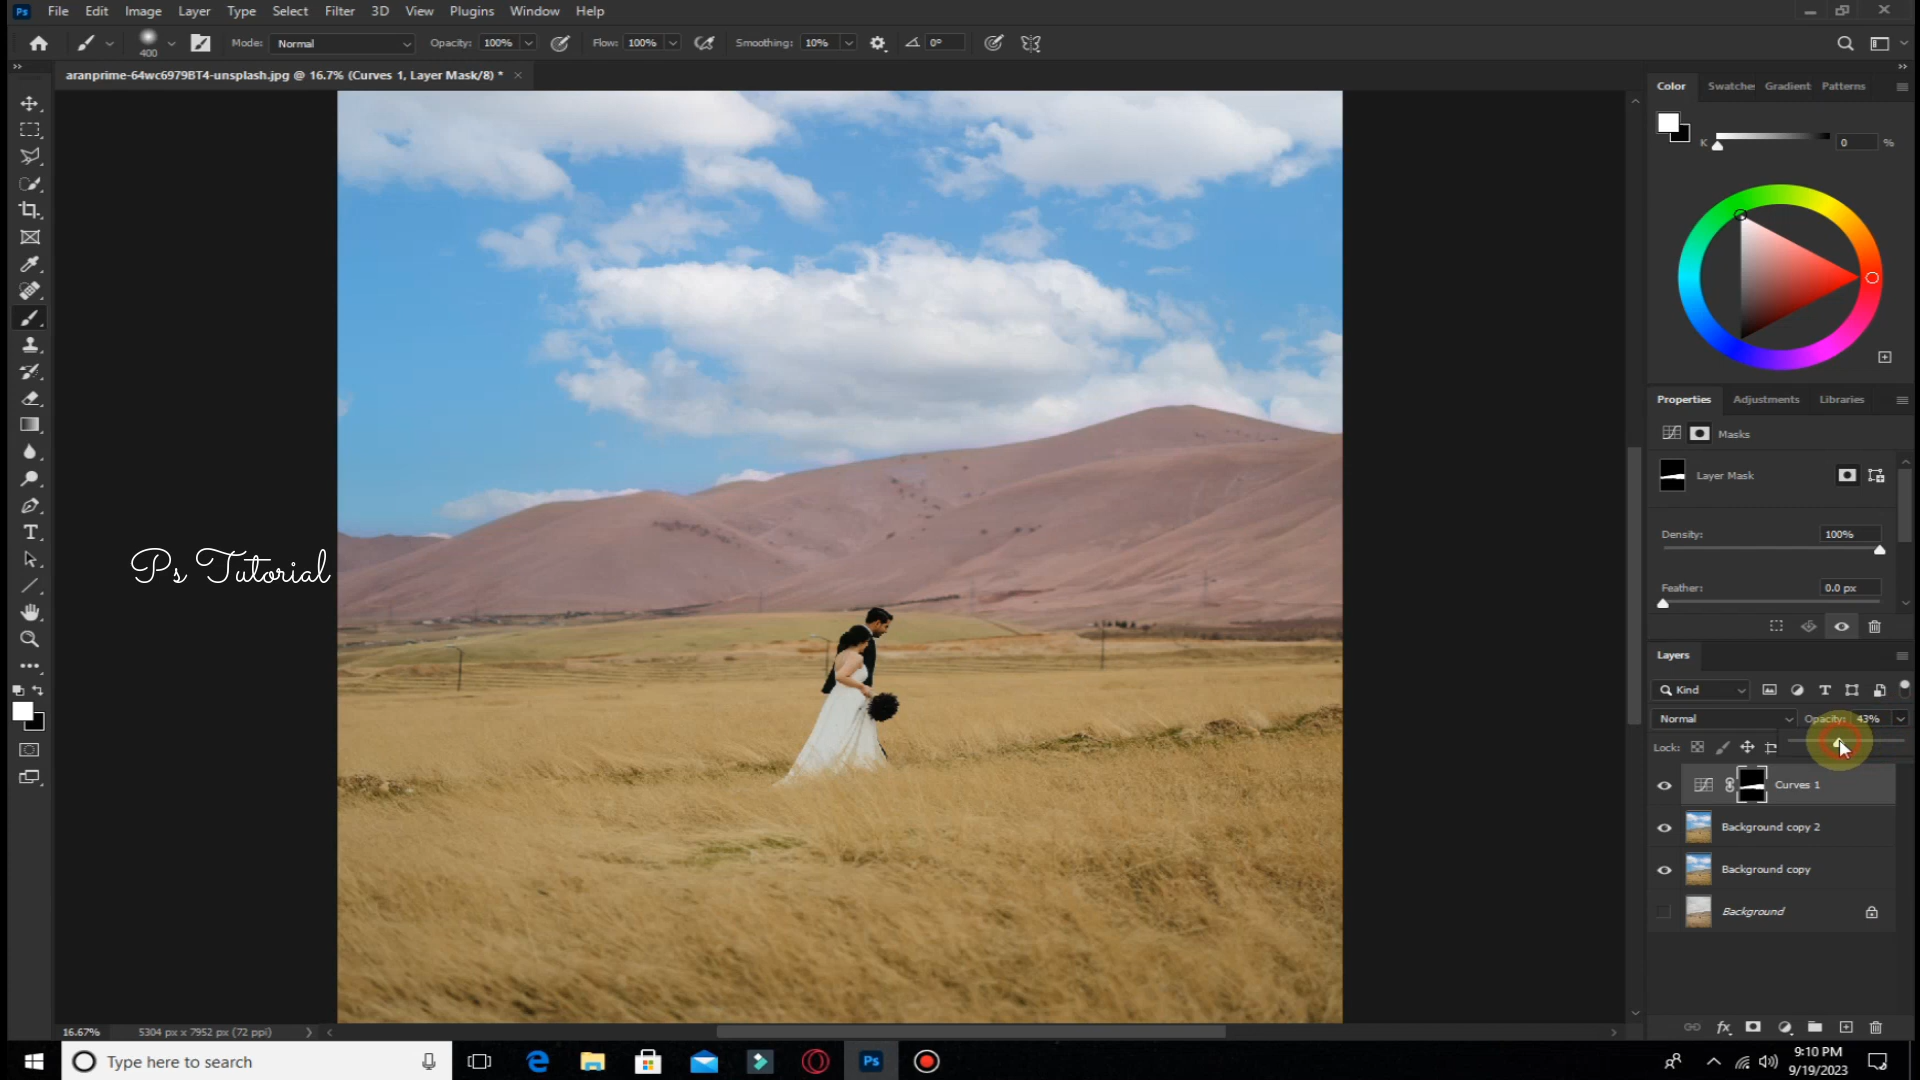 Ps File Edit Image Layer Type Select Filter 3D View Plugins Window Help
400 Mode: Normal Opacity: 100% Flow: 100% Smoothing: 10% 0°
aranprime-64wc6979BT4-unsplash.jpg @ 16.7% (Curves 1, Layer Mask/8) * ×
Color Swatches Gradient Patterns
K 0 %
Properties Adjustments Libraries
Masks
Layer Mask
Density: 100%
Feather: 0.0 px
Ps Tutorial
Layers
Kind
Normal Opacity: 43%
Lock:
Curves 1
Background copy 2
Background copy
Background
16.67% 5304 px x 7952 px (72 ppi)
Type here to search
Ps
9:10 PM
9/19/2023